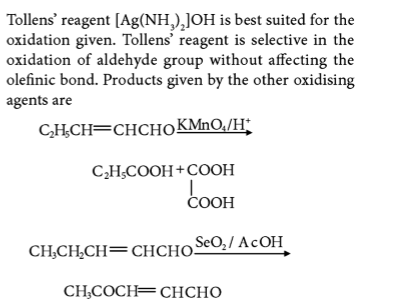 Tollens' reagent [Ag(NH₃)₂]OH is best suited for the
oxidation given. Tollens' reagent is selective in the
oxidation of aldehyde group without affecting the
olefinic bond. Products given by the other oxidising
agents are
C₂H₅CH=CHCHO KMnO₄/H⁺
C₂H₅COOH + COOH
|
COOH
CH₃CH₂CH=CHCHO SeO₂/AcOH
CH₃COCH=CHCHO